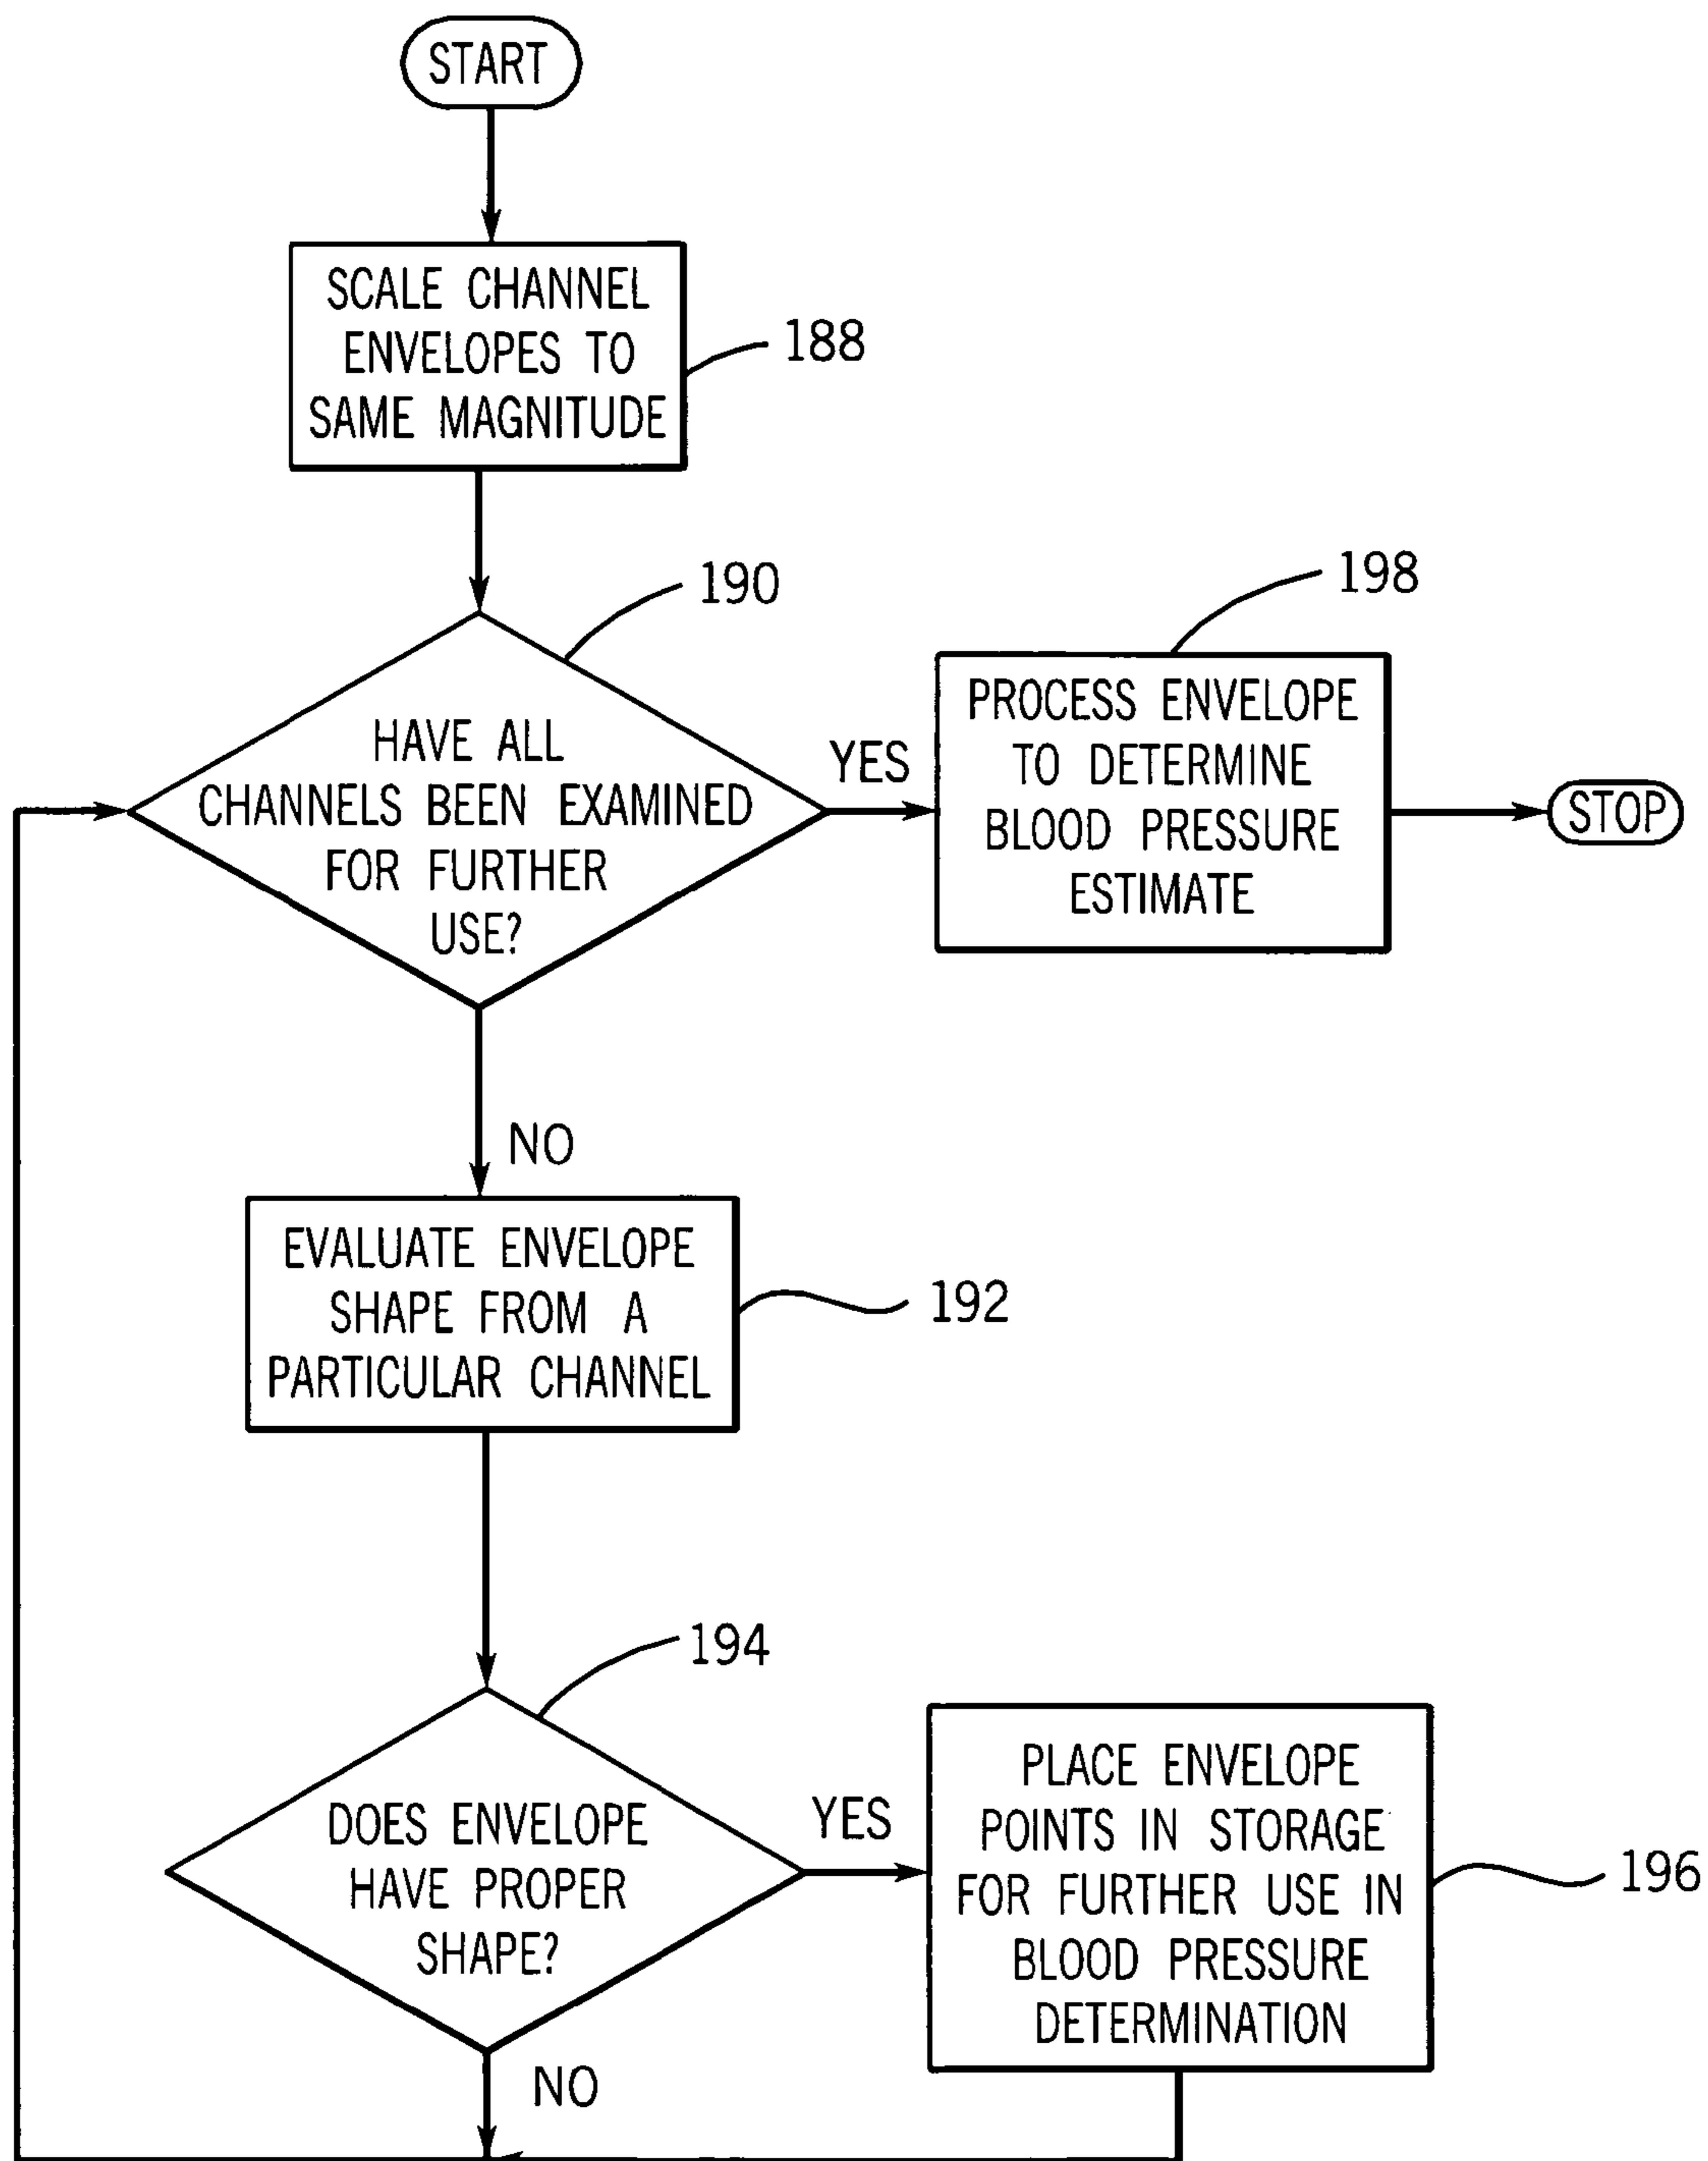 START
SCALE CHANNEL
ENVELOPES TO
SAME MAGNITUDE
188
190
HAVE ALL
CHANNELS BEEN EXAMINED
FOR FURTHER
USE?
YES
198
PROCESS ENVELOPE
TO DETERMINE
BLOOD PRESSURE
ESTIMATE
STOP
NO
EVALUATE ENVELOPE
SHAPE FROM A
PARTICULAR CHANNEL
192
194
DOES ENVELOPE
HAVE PROPER
SHAPE?
YES
PLACE ENVELOPE
POINTS IN STORAGE
FOR FURTHER USE IN
BLOOD PRESSURE
DETERMINATION
196
NO